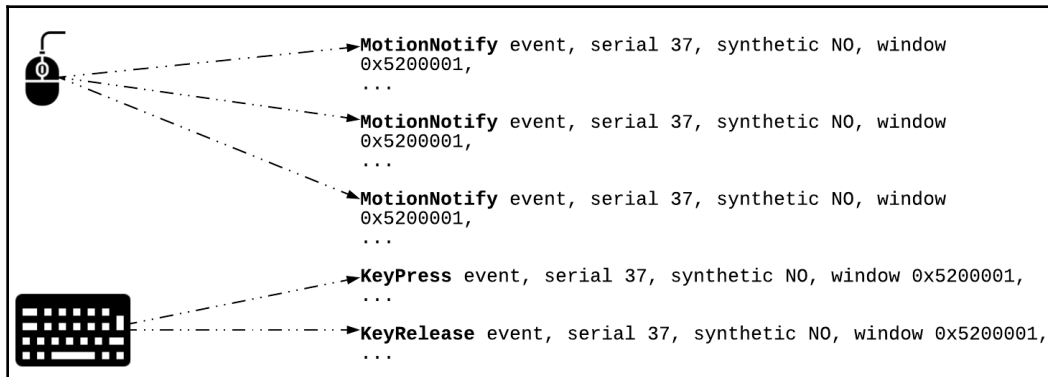 MotionNotify event, serial 37, synthetic NO, window
0x5200001,
...
MotionNotify event, serial 37, synthetic NO, window
0x5200001,
...
MotionNotify event, serial 37, synthetic NO, window
0x5200001,
...
KeyPress event, serial 37, synthetic NO, window 0x5200001,
...
KeyRelease event, serial 37, synthetic NO, window 0x5200001,
...